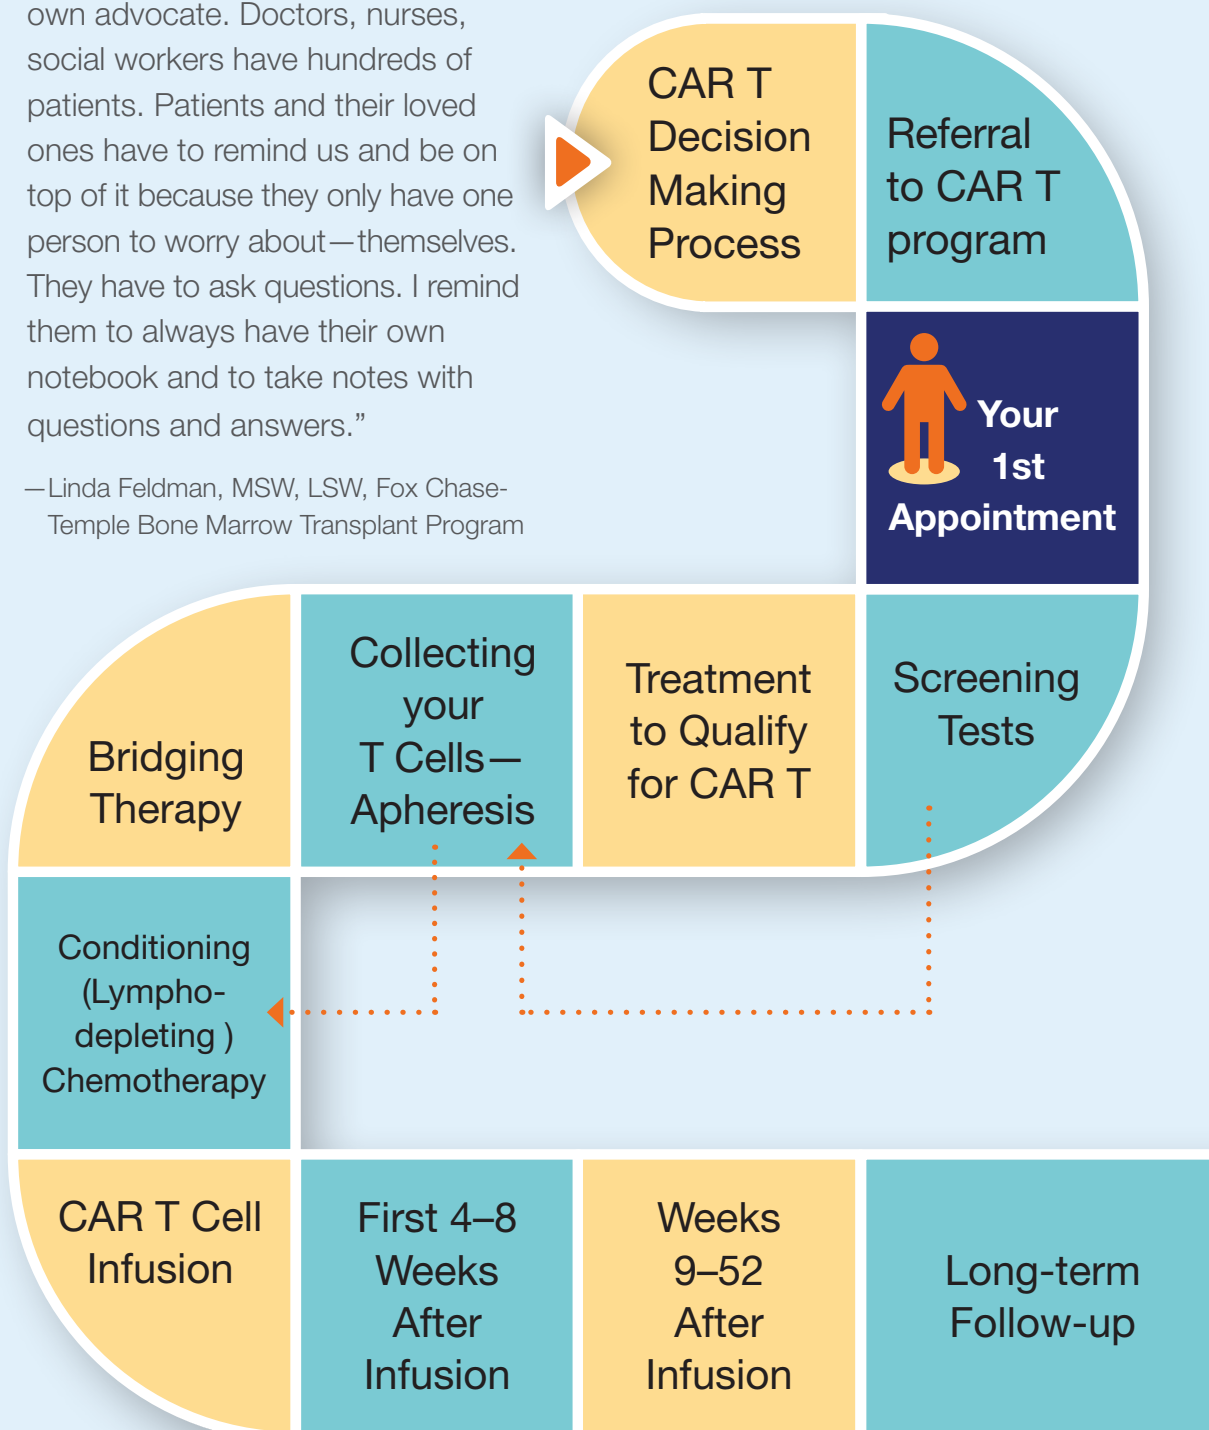 own advocate. Doctors, nurses,
social workers have hundreds of
patients. Patients and their loved
ones have to remind us and be on
top of it because they only have one
person to worry about—themselves.
They have to ask questions. I remind
them to always have their own
notebook and to take notes with
questions and answers.”
—Linda Feldman, MSW, LSW, Fox Chase-
Temple Bone Marrow Transplant Program
CAR T
Decision
Making
Process
Referral
to CAR T
program
Your
1st
Appointment
Screening
Tests
Treatment
to Qualify
for CAR T
Collecting
your
T Cells—
Apheresis
Bridging
Therapy
Conditioning
(Lympho-
depleting )
Chemotherapy
CAR T Cell
Infusion
First 4–8
Weeks
After
Infusion
Weeks
9–52
After
Infusion
Long-term
Follow-up